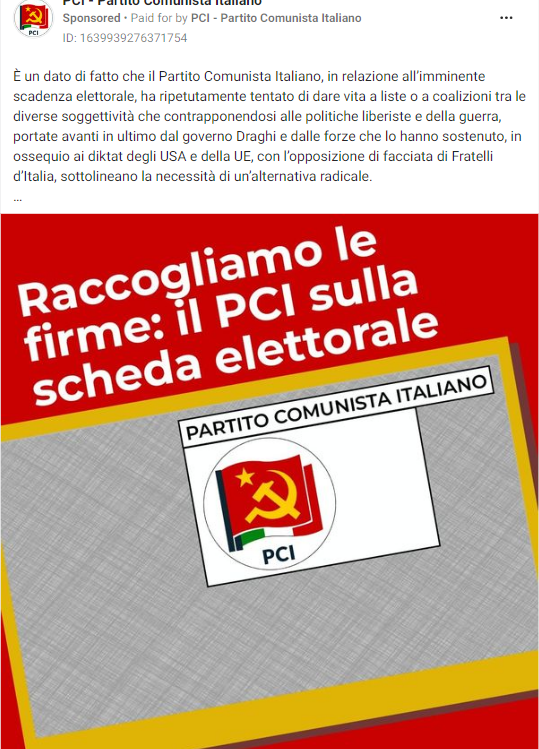 PCI - Partito Comunista Italiano
Sponsored • Paid for by PCI - Partito Comunista Italiano
ID: 1639939276371754
È un dato di fatto che il Partito Comunista Italiano, in relazione all’imminente
scadenza elettorale, ha ripetutamente tentato di dare vita a liste o a coalizioni tra le
diverse soggettività che contrapponendosi alle politiche liberiste e della guerra,
portate avanti in ultimo dal governo Draghi e dalle forze che lo hanno sostenuto, in
ossequio ai diktat degli USA e della UE, con l’opposizione di facciata di Fratelli
d’Italia, sottolineano la necessità di un’alternativa radicale.
...
Raccogliamo le
firme: il PCI sulla
scheda elettorale
PARTITO COMUNISTA ITALIANO
PCI